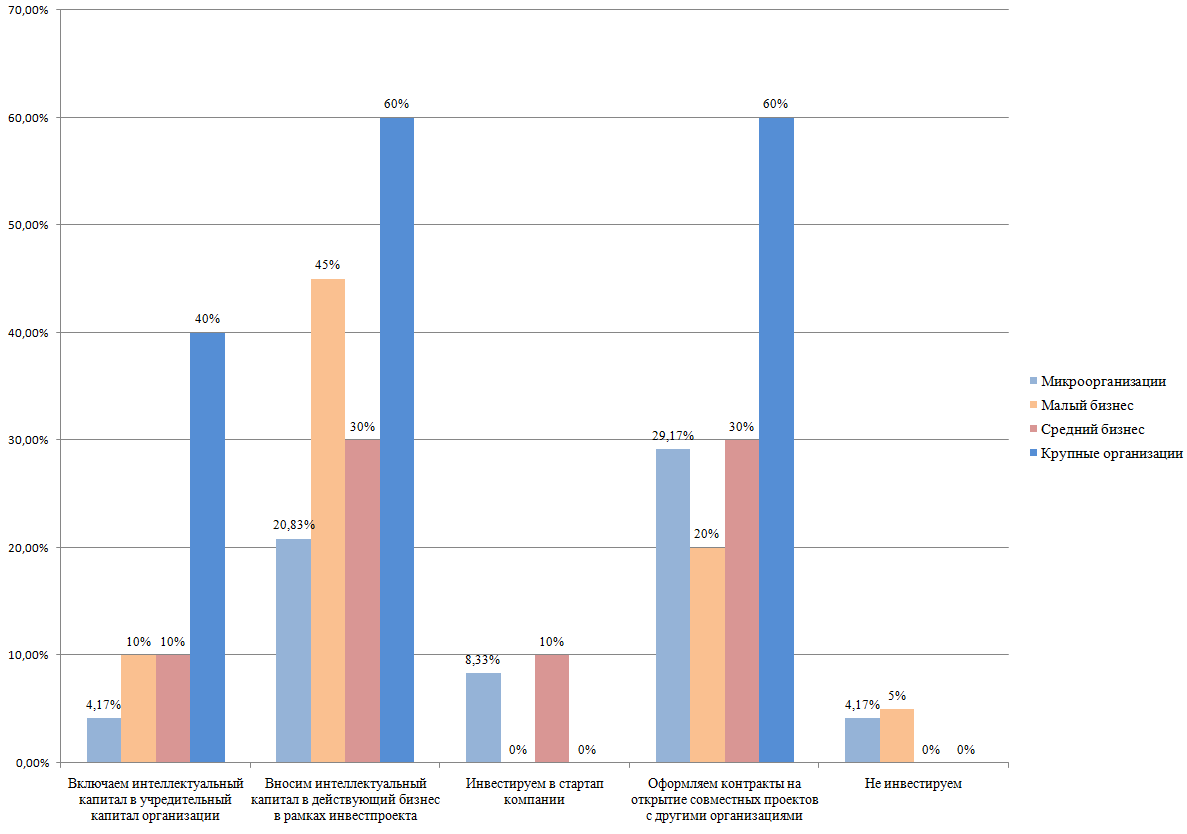 70,00%
60,00%
50,00%
40,00%
30,00%
20,00%
10,00%
0,00%
4,17%
10%
10%
40%
20,83%
45%
30%
60%
8,33%
0%
10%
0%
29,17%
20%
30%
60%
4,17%
5%
0%
0%
Включаем интеллектуальный
капитал в учредительный
капитал организации
Вносим интеллектуальный
капитал в действующий бизнес
в рамках инвестпроекта
Инвестируем в стартап
компании
Оформляем контракты на
открытие совместных проектов
с другими организациями
Не инвестируем
Микроорганизации
Малый бизнес
Средний бизнес
Крупные организации